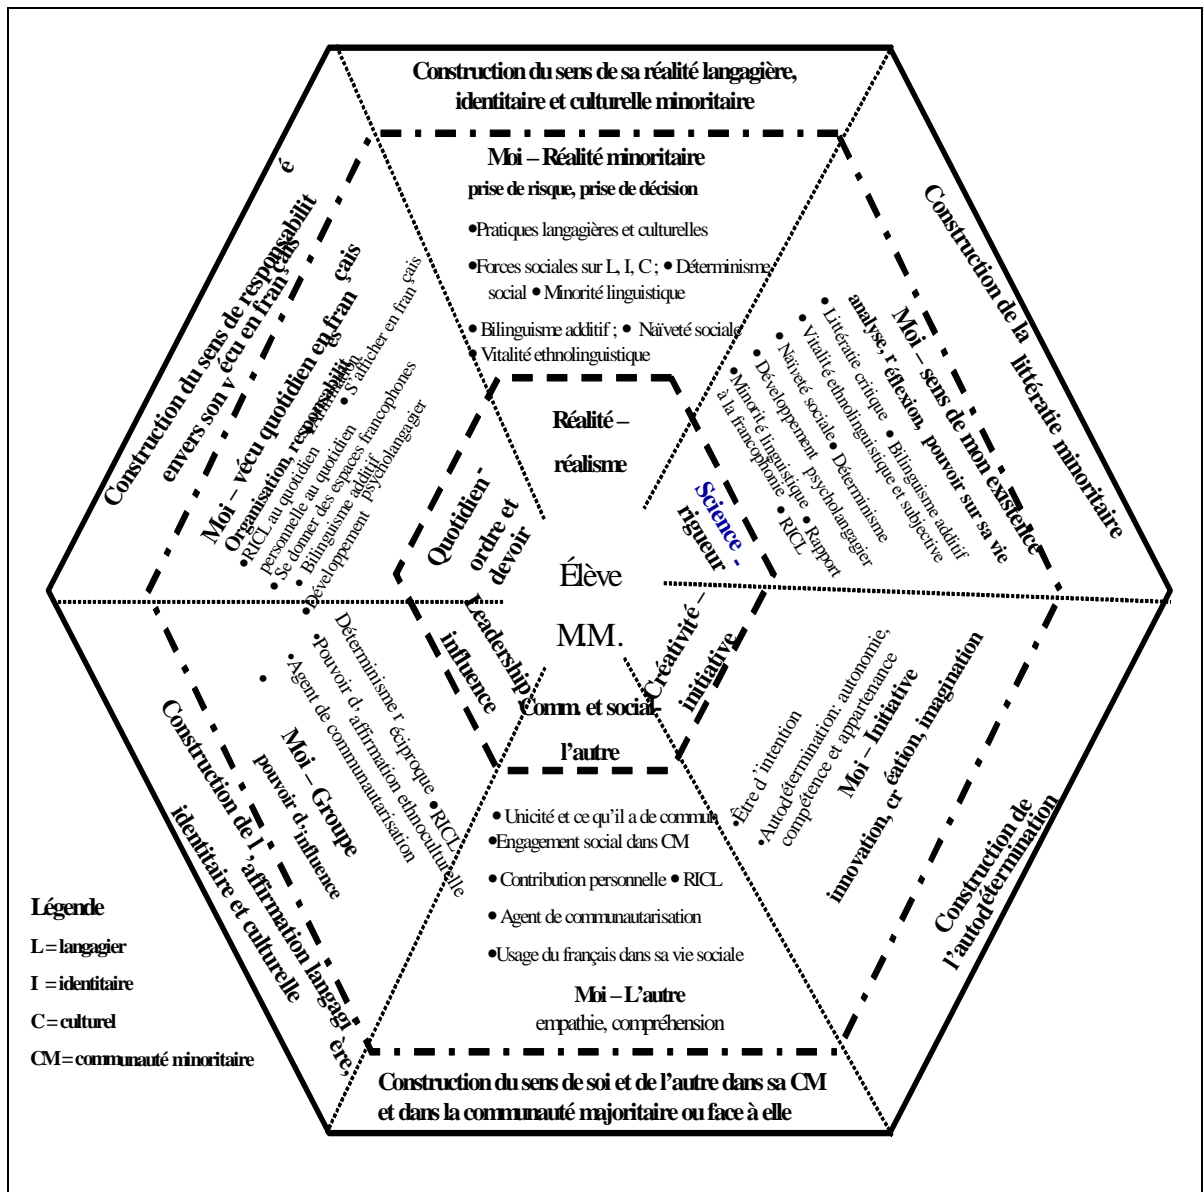 Construction du sens de sa réalité langagière,
identitaire et culturelle minoritaire
Moi – Réalité minoritaire
prise de risque, prise de décision
•Pratiques langagières et culturelles
•Forces sociales sur L, I, C ; • Déterminisme
social • Minorité linguistique
• Bilinguisme additif ; • Naïveté sociale
• Vitalité ethnolinguistique
Réalité –
réalisme
Construction de la littératie minoritaire
Moi – sens de mon existence
analyse, réflexion, pouvoir sur sa vie
• Littératie critique • Bilinguisme additif
• Vitalité ethnolinguistique et subjective
• Naïveté sociale • Déterminisme
• Développement psycholangagier
• Minorité linguistique • Rapport
à la francophonie • RICL
Science -
rigueur
Construction du sens de responsabilité
envers son vécu en français
Moi – vécu quotidien en français
Organisation, responsabilités
•RICL au quotidien • S'afficher en français
personnelle au quotidien
• Se donner des espaces francophones
• Bilinguisme additif
•Développement psycholangagier
Quotidien -
ordre et
devoir
Élève
M.M.
Leadership
influence
Créativité –
initiative
Comm. et social-
l'autre
Déterminisme réciproque •RICL
•Pouvoir d'affirmation ethnoculturelle
•Agent de communautarisation
•
Moi – Groupe
pouvoir d'influence
Construction de l'affirmation langagière,
identitaire et culturelle
•Être d'intention
•Autodétermination: autonomie,
compétence et appartenance
Moi – Initiative
innovation, création, imagination
Construction de
l'autodétermination
• Unicité et ce qu'il a de commun
•Engagement social dans CM
• Contribution personnelle • RICL
• Agent de communautarisation
•Usage du français dans sa vie sociale
Moi – L'autre
empathie, compréhension
Construction du sens de soi et de l'autre dans sa CM
et dans la communauté majoritaire ou face à elle
Légende
L = langagier
I = identitaire
C = culturel
CM = communauté minoritaire